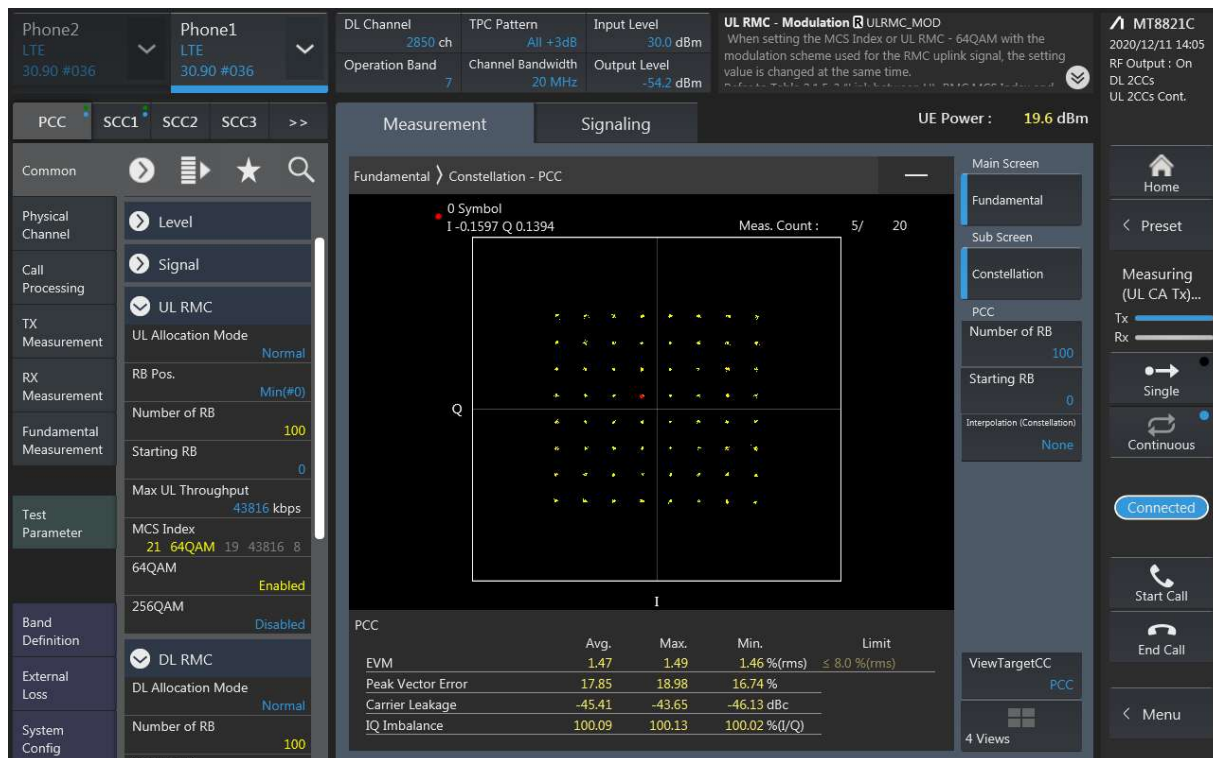 Phone2
LTE
30.90 #036
Phone1
LTE
30.90 #036
DL Channel
2850 ch
Operation Band
7
TPC Pattern
All +3dB
Channel Bandwidth
20 MHz
Input Level
30.0 dBm
Output Level
-54.2 dBm
UL RMC - Modulation R ULRMC_MOD
When setting the MCS Index or UL RMC - 64QAM with the
modulation scheme used for the RMC uplink signal, the setting
value is changed at the same time.
MT8821C
2020/12/11 14:05
RF Output : On
DL 2CCs
UL 2CCs Cont.
PCC SCC1 SCC2 SCC3 >>
Measurement
Signaling
UE Power : 19.6 dBm
Common
Physical
Channel
Call
Processing
TX
Measurement
RX
Measurement
Fundamental
Measurement
Test
Parameter
Band
Definition
External
Loss
System
Config
Level
Signal
UL RMC
UL Allocation Mode
Normal
RB Pos.
Min(#0)
Number of RB
100
Starting RB
0
Max UL Throughput
43816 kbps
MCS Index
21 64QAM 19 43816 8
64QAM
Enabled
256QAM
Disabled
DL RMC
DL Allocation Mode
Normal
Number of RB
100
Fundamental 〉 Constellation - PCC
0 Symbol
I -0.1597 Q 0.1394
Meas. Count : 5/ 20
Q
I
PCC
Avg. Max. Min. Limit
EVM 1.47 1.49 1.46 %(rms) ≤ 8.0 %(rms)
Peak Vector Error 17.85 18.98 16.74 %
Carrier Leakage -45.41 -43.65 -46.13 dBc
IQ Imbalance 100.09 100.13 100.02 %(I/Q)
Main Screen
Fundamental
Sub Screen
Constellation
PCC
Number of RB
100
Starting RB
0
Interpolation (Constellation)
None
ViewTargetCC
PCC
4 Views
Home
< Preset
Measuring
(UL CA Tx)...
Tx
Rx
Single
Continuous
Connected
Start Call
End Call
< Menu